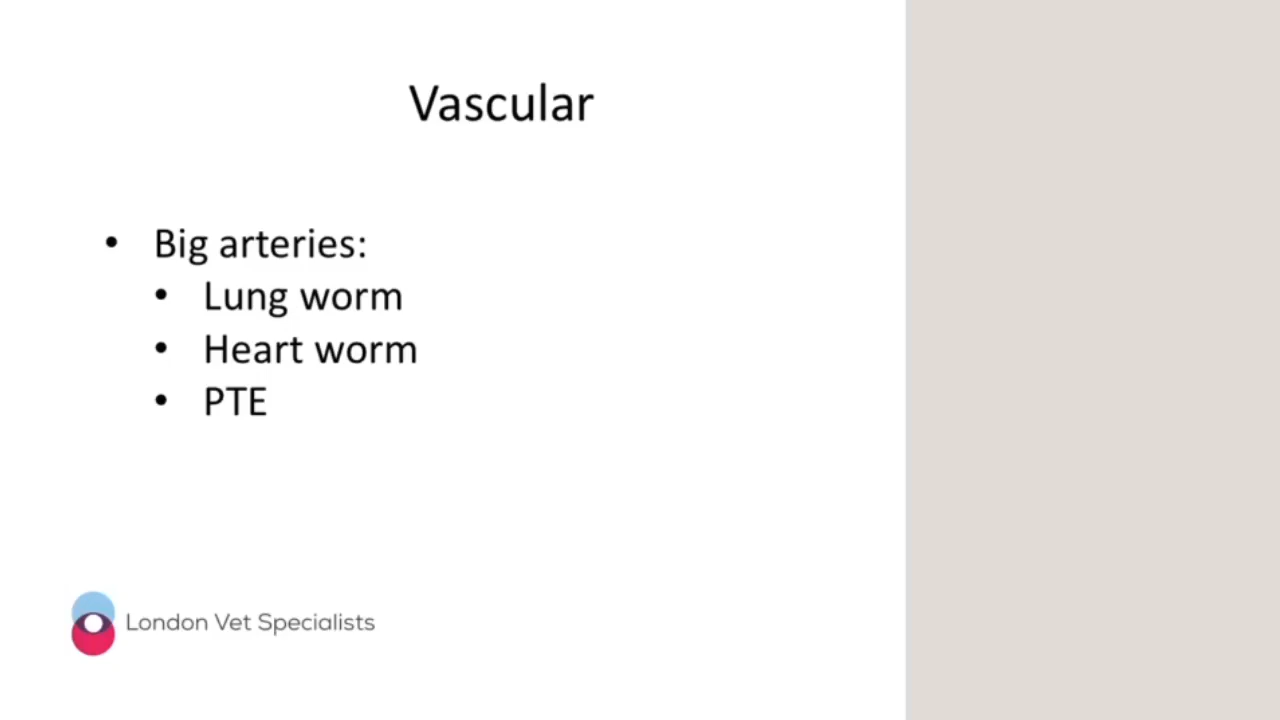 Vascular
• Big arteries:
• Lung worm
• Heart worm
• PTE
London Vet Specialists